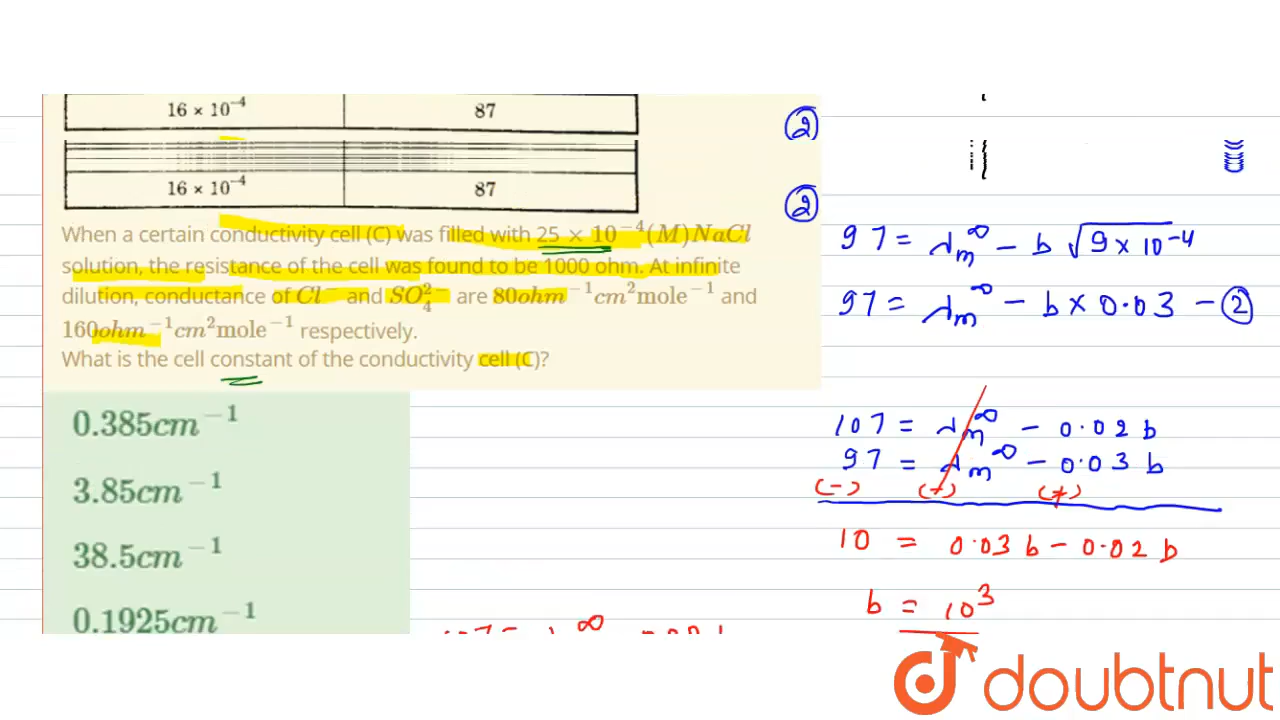 16 × 10⁻⁴ 87
②
16 × 10⁻⁴ 87
②
When a certain conductivity cell (C) was filled with 25 × 10⁻⁴(M)NaCl
solution, the resistance of the cell was found to be 1000 ohm. At infinite
dilution, conductance of Cl⁻ and SO₄²⁻ are 80ohm⁻¹cm²mole⁻¹ and
160ohm⁻¹cm²mole⁻¹ respectively.
What is the cell constant of the conductivity cell (C)?
0.385cm⁻¹
3.85cm⁻¹
38.5cm⁻¹
0.1925cm⁻¹
97 = λm∞ − b √9 × 10⁻⁴
97 = λm∞ − b × 0.03 − ②
107 = λm∞ − 0.02 b
97 = λm∞ − 0.03 b
(−) (+) (+)
10 = 0.03 b − 0.02 b
b = 10³
doubtnut